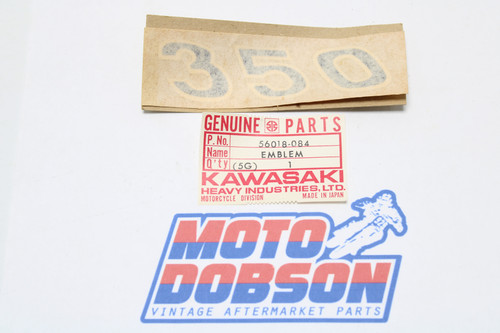 350
GENUINE PARTS
P. No. 56018-084
Name EMBLEM
Q'ty (5G) 1
KAWASAKI
HEAVY INDUSTRIES, LTD.
MOTORCYCLE DIVISION MADE IN JAPAN
MOTO
DOBSON
VINTAGE AFTERMARKET PARTS